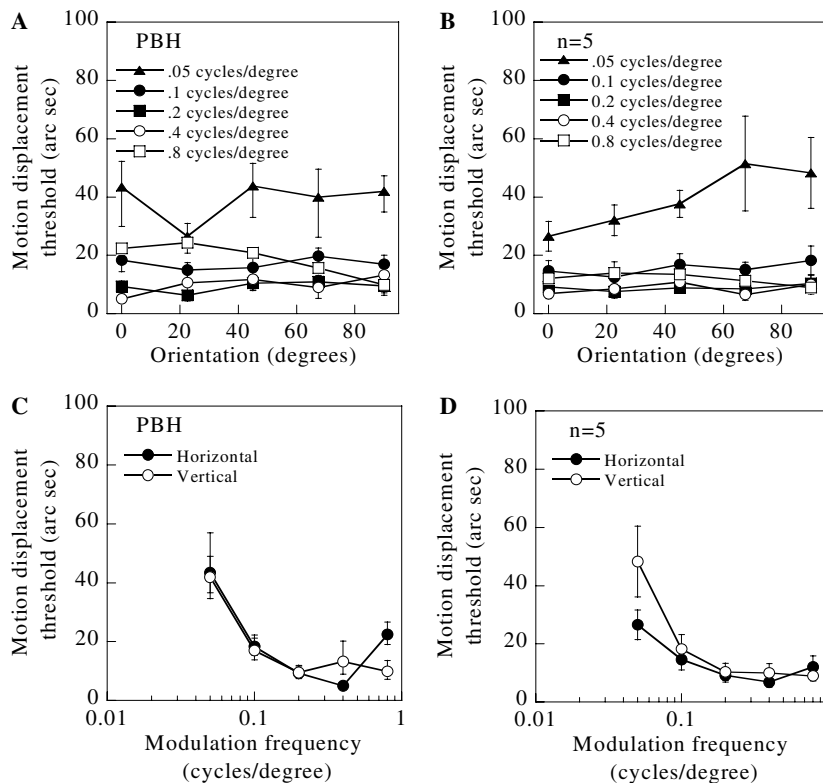 A
PBH
.05 cycles/degree
.1 cycles/degree
.2 cycles/degree
.4 cycles/degree
.8 cycles/degree
100
80
60
40
20
0
0 20 40 60 80
Motion displacement
threshold (arc sec)
Orientation (degrees)
B
n=5
.05 cycles/degree
0.1 cycles/degree
0.2 cycles/degree
0.4 cycles/degree
0.8 cycles/degree
100
80
60
40
20
0
0 20 40 60 80
Motion displacement
threshold (arc sec)
Orientation (degrees)
C
PBH
Horizontal
Vertical
100
80
60
40
20
0
0.01 0.1 1
Motion displacement
threshold (arc sec)
Modulation frequency
(cycles/degree)
D
n=5
Horizontal
Vertical
100
80
60
40
20
0
0.01 0.1
Motion displacement
threshold (arc sec)
Modulation frequency
(cycles/degree)